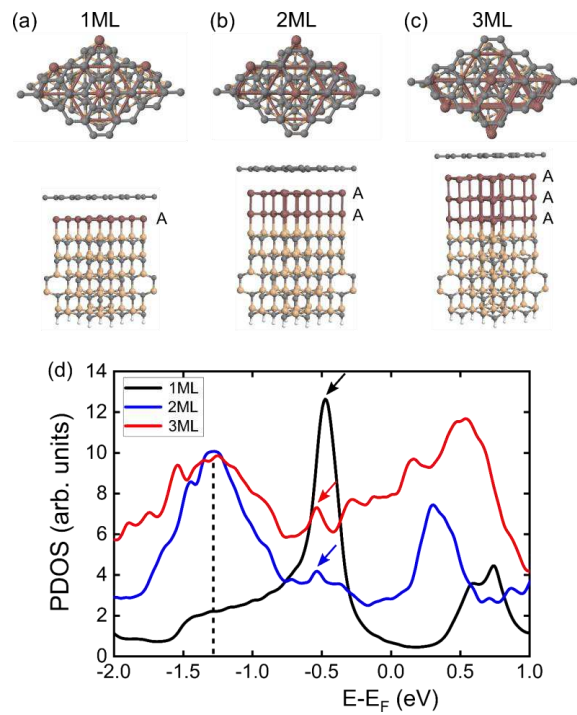 (a) 1ML
(b) 2ML
(c) 3ML
A
A
A
A
A
A
(d)
1ML
2ML
3ML
PDOS (arb. units)
14
12
10
8
6
4
2
0
-2.0 -1.5 -1.0 -0.5 0.0 0.5 1.0
E-E_F (eV)